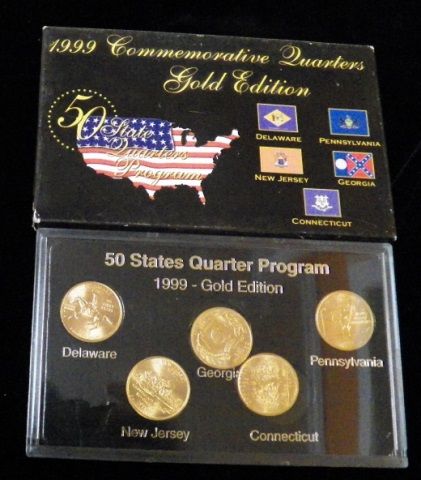 1999 Commemorative Quarters
Gold Edition
50 State
Quarters
Program
DELAWARE
PENNSYLVANIA
NEW JERSEY
GEORGIA
CONNECTICUT
50 States Quarter Program
1999 - Gold Edition
Delaware
Georgia
Pennsylvania
New Jersey
Connecticut